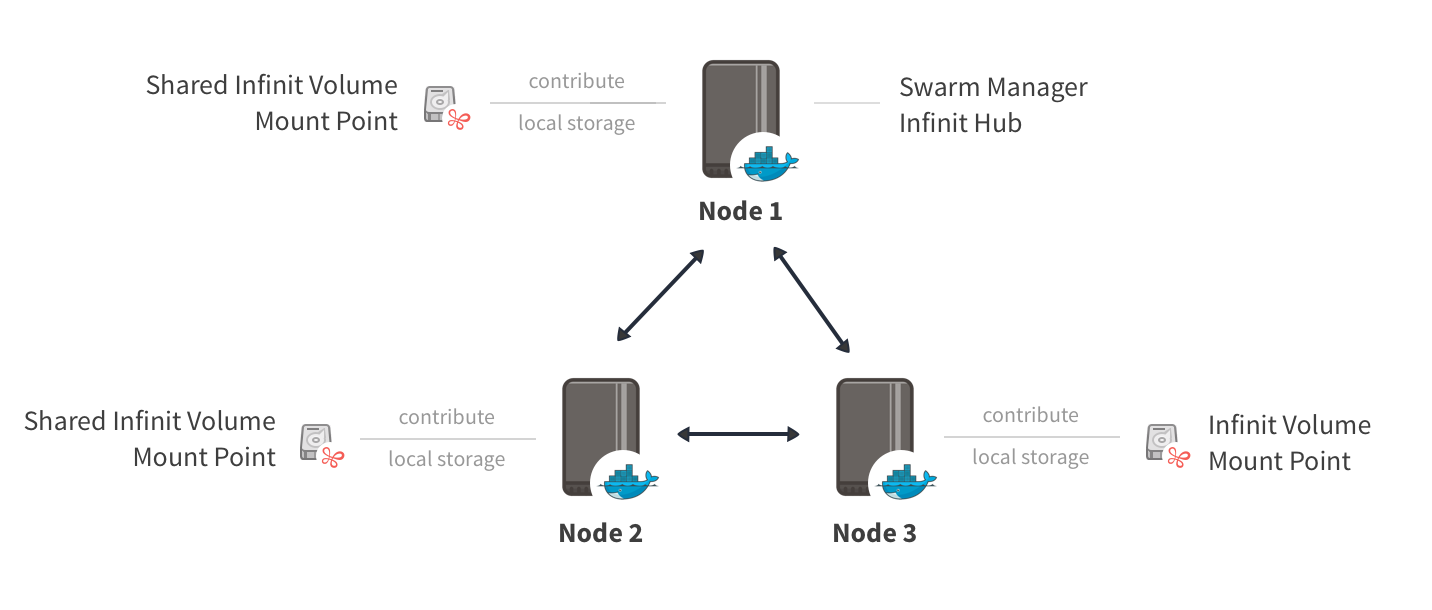 Shared Infinit Volume
Mount Point
contribute
local storage
Swarm Manager
Infinit Hub
Node 1
Shared Infinit Volume
Mount Point
contribute
local storage
Node 2
contribute
local storage
Infinit Volume
Mount Point
Node 3